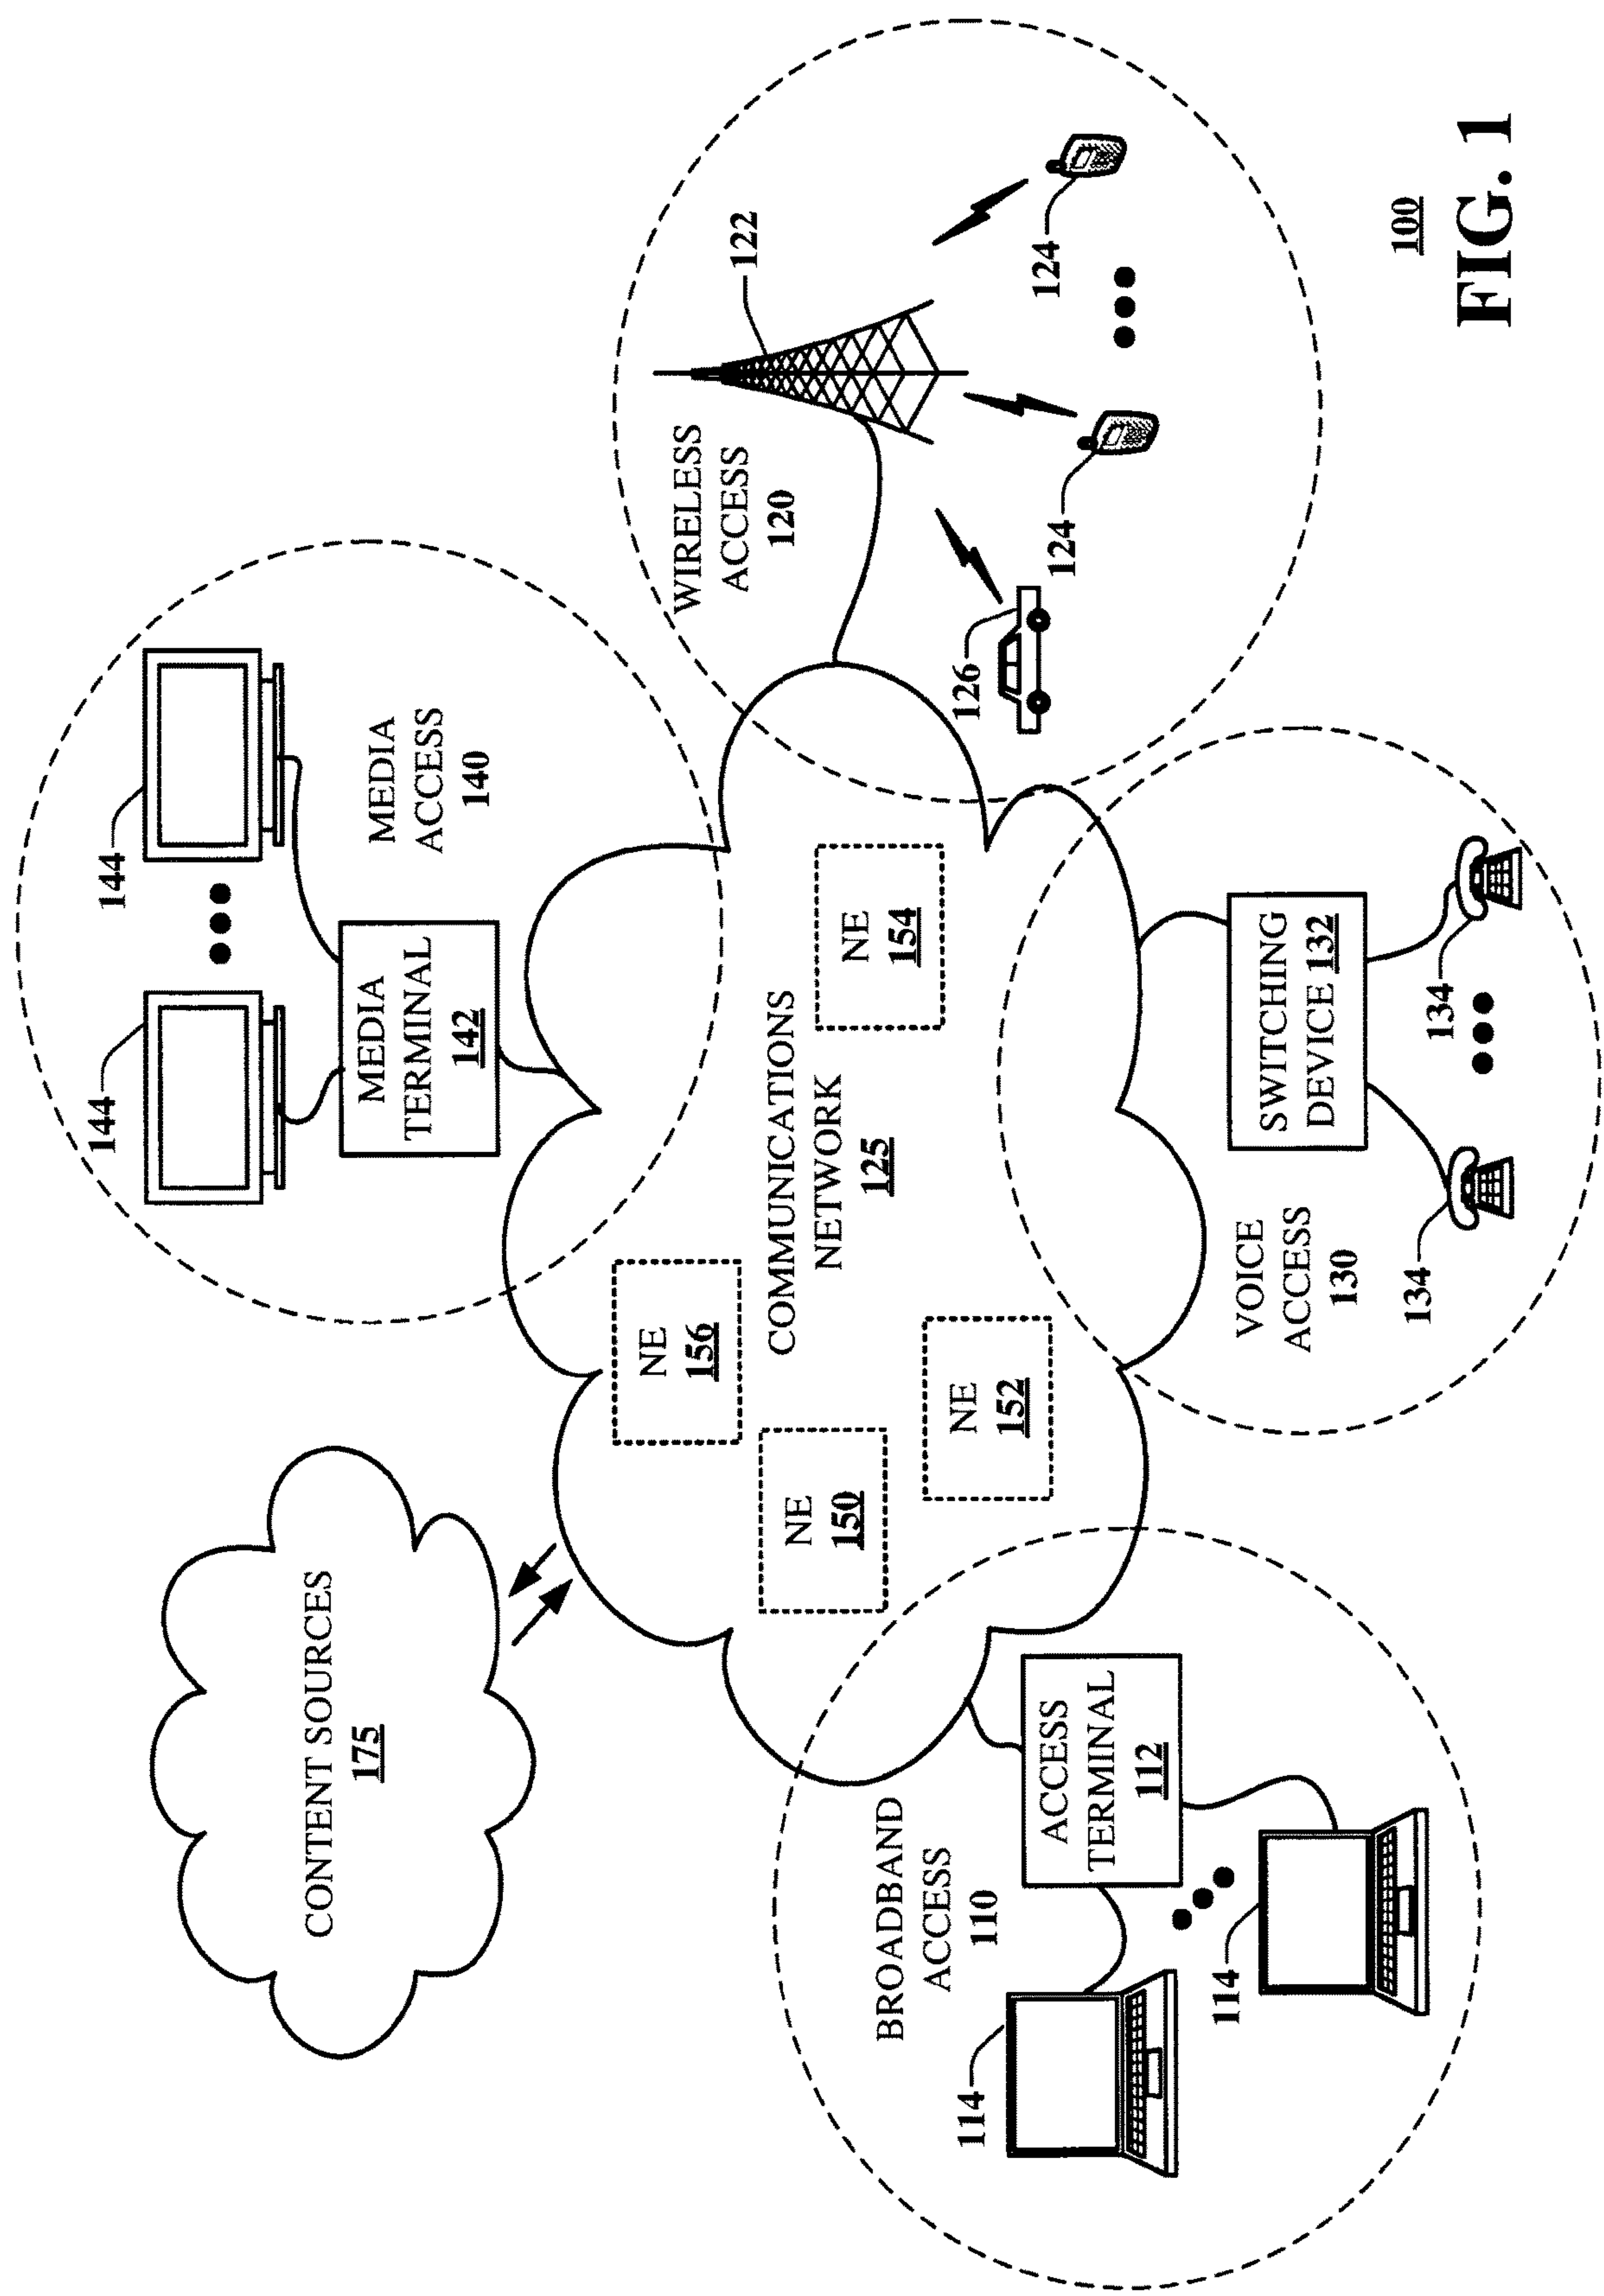 144
144
MEDIA
TERMINAL
142
MEDIA
ACCESS
140
CONTENT SOURCES
175
WIRELESS
ACCESS
120
122
126
124
124
NE
156
NE
150
NE
152
NE
154
COMMUNICATIONS
NETWORK
125
BROADBAND
ACCESS
110
ACCESS
TERMINAL
112
114
114
VOICE
ACCESS
130
SWITCHING
DEVICE 132
134
134
100
FIG. 1